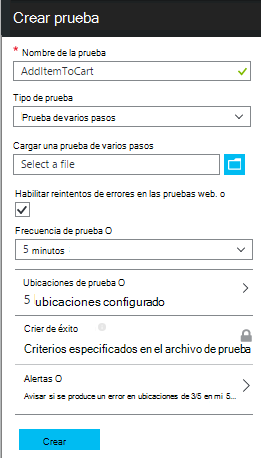 Crear prueba
* Nombre de la prueba
AddItemToCart
Tipo de prueba
Prueba de varios pasos
Cargar una prueba de varios pasos
Select a file
Habilitar reintentos de errores en las pruebas web. o
Frecuencia de prueba O
5 minutos
Ubicaciones de prueba O
5 ubicaciones configurado
Crier de éxito
Criterios especificados en el archivo de prueba
Alertas O
Avisar si se produce un error en ubicaciones de 3/5 en mi 5...
Crear